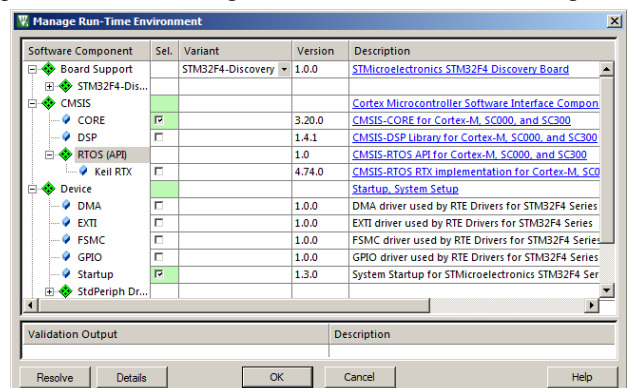 Manage Run-Time Environment
Software Component Sel. Variant Version Description
Board Support STM32F4-Discovery 1.0.0 STMicroelectronics STM32F4 Discovery Board
STM32F4-Dis...
CMSIS Cortex Microcontroller Software Interface Compon
CORE 3.20.0 CMSIS-CORE for Cortex-M, SC000, and SC300
DSP 1.4.1 CMSIS-DSP Library for Cortex-M, SC000, and SC300
RTOS (API) 1.0 CMSIS-RTOS API for Cortex-M, SC000, and SC300
Keil RTX 4.74.0 CMSIS-RTOS RTX implementation for Cortex-M, SC0
Device Startup, System Setup
DMA 1.0.0 DMA driver used by RTE Drivers for STM32F4 Series
EXTI 1.0.0 EXTI driver used by RTE Drivers for STM32F4 Series
FSMC 1.0.0 FSMC driver used by RTE Drivers for STM32F4 Series
GPIO 1.0.0 GPIO driver used by RTE Drivers for STM32F4 Series
Startup 1.3.0 System Startup for STMicroelectronics STM32F4 Ser
StdPeriph Dr...
Validation Output Description
Resolve Details OK Cancel Help